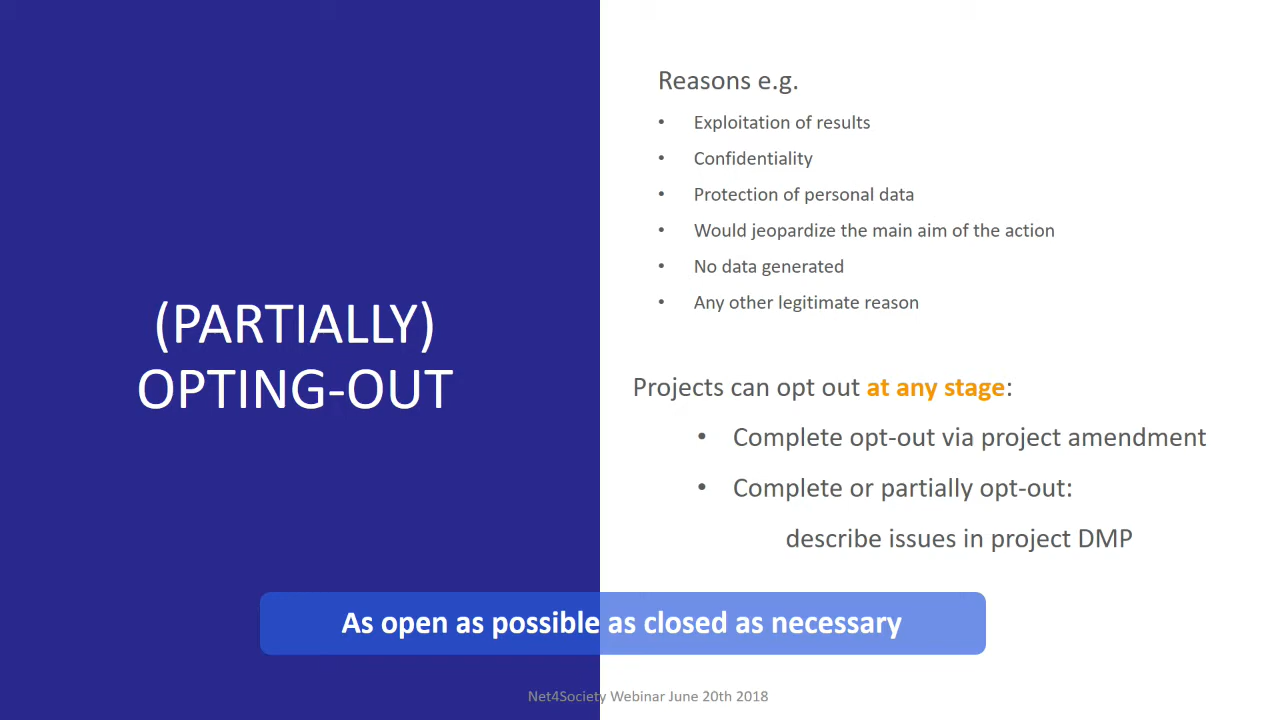 (PARTIALLY)
OPTING-OUT
Reasons e.g.
• Exploitation of results
• Confidentiality
• Protection of personal data
• Would jeopardize the main aim of the action
• No data generated
• Any other legitimate reason
Projects can opt out at any stage:
• Complete opt-out via project amendment
• Complete or partially opt-out:
describe issues in project DMP
As open as possible as closed as necessary
Net4Society Webinar June 20th 2018